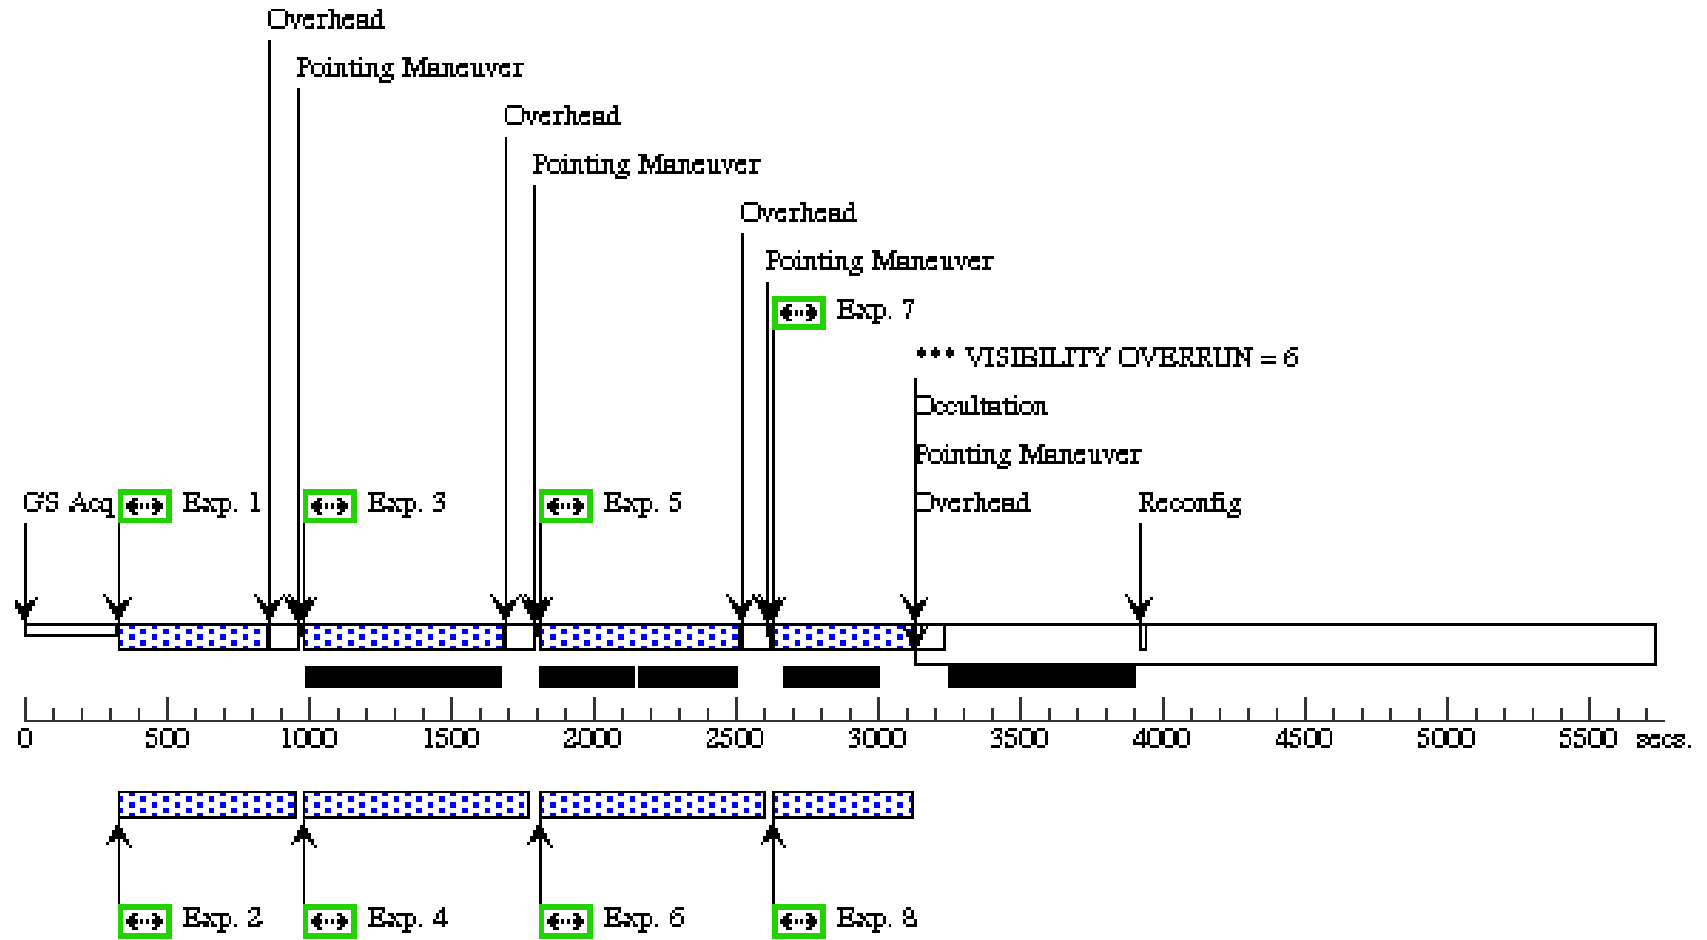 Overhead
Pointing Maneuver
Overhead
Pointing Maneuver
Overhead
Pointing Maneuver
Exp. 7
*** VISIBILITY OVERRUN = 6
Occultation
Pointing Maneuver
GS Acq Exp. 1 Exp. 3 Exp. 5 Overhead Reconfig
0 500 1000 1500 2000 2500 3000 3500 4000 4500 5000 5500 secs.
Exp. 2 Exp. 4 Exp. 6 Exp. 8